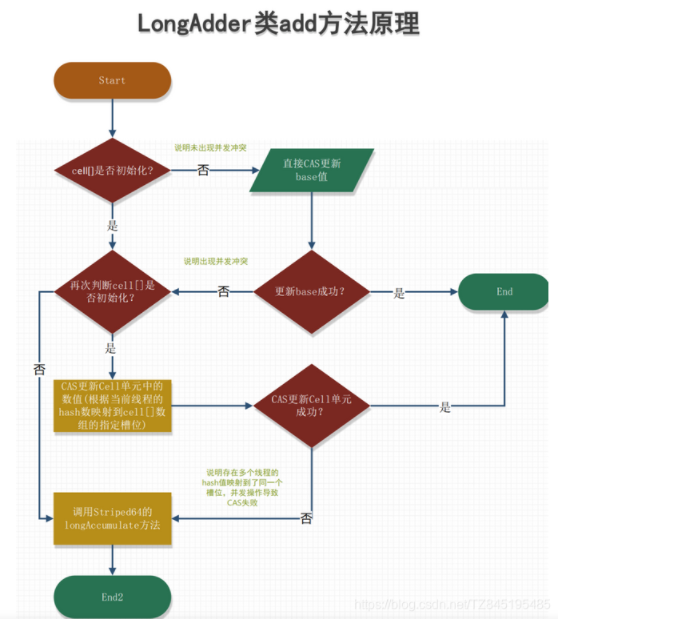 LongAdder类add方法原理
Start
说明未出现并发冲突
cell[]是否初始化？
否
直接CAS更新
base值
是
说明出现并发冲突
再次判断cell[]是
否初始化？
否
更新base成功？
是
End
是
否
CAS更新Cell单元中的
数值(根据当前线程的
hash数映射到cell[]数
组的指定槽位)
CAS更新Cell单元
成功？
是
说明存在多个线程的
hash值映射到了同一个
槽位，并发操作导致
CAS失败
否
调用Striped64的
longAccumulate方法
End2
https://blog.csdn.net/TZ845195485